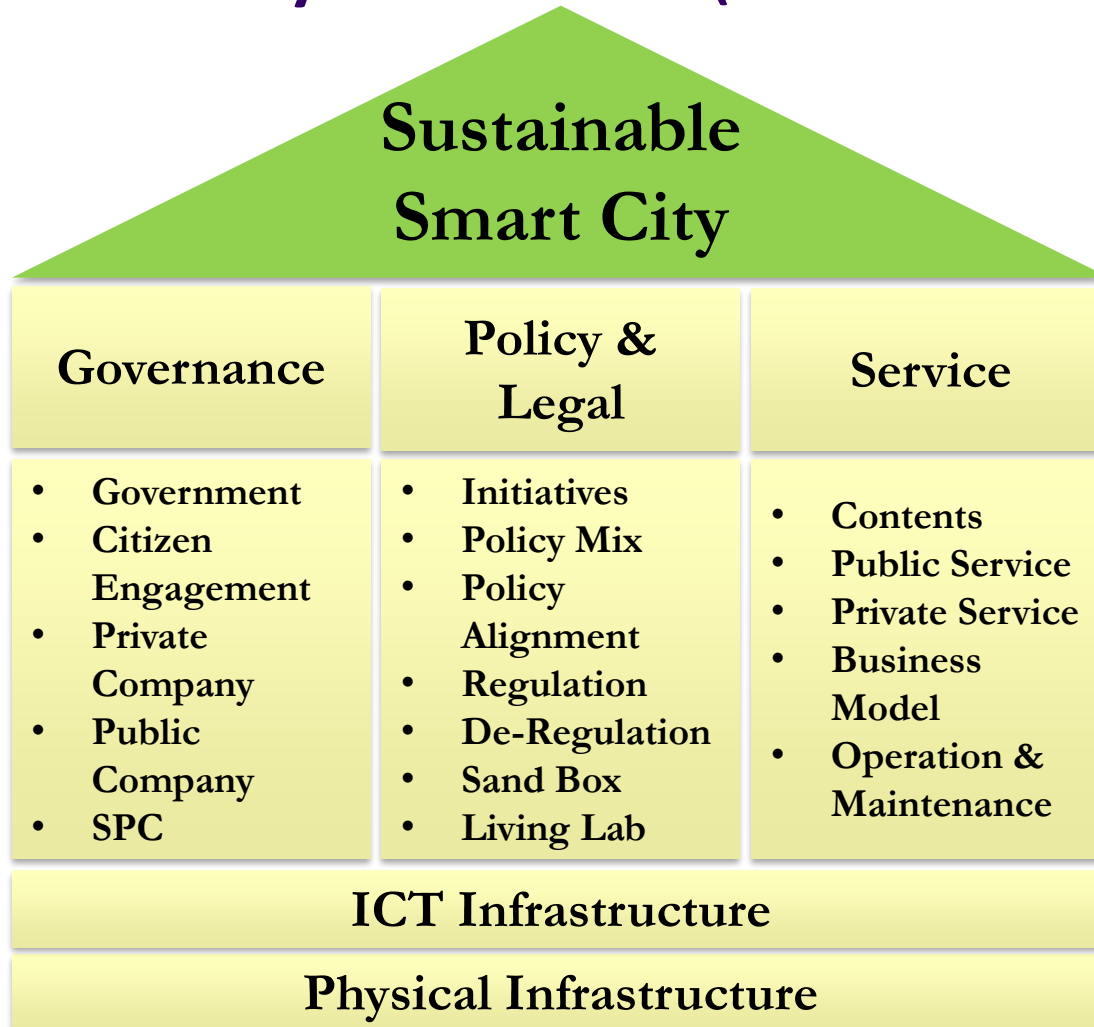 Sustainable
Smart City
Governance
Policy &
Legal
Service
• Government
• Citizen
Engagement
• Private
Company
• Public
Company
• SPC
• Initiatives
• Policy Mix
• Policy
Alignment
• Regulation
• De-Regulation
• Sand Box
• Living Lab
• Contents
• Public Service
• Private Service
• Business
Model
• Operation &
Maintenance
ICT Infrastructure
Physical Infrastructure